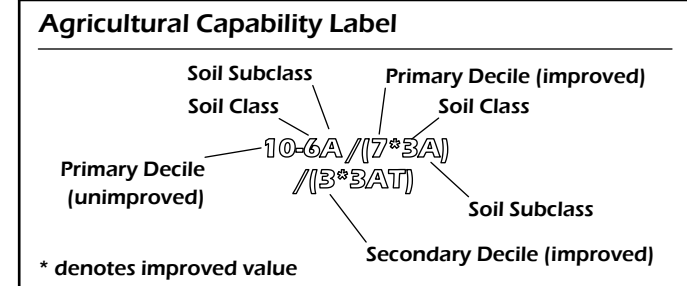 Agricultural Capability Label
Soil Subclass
Primary Decile (improved)
Soil Class
Soil Class
10-6A /(7*3A)
Primary Decile
(unimproved)
/(3*3AT)
Soil Subclass
Secondary Decile (improved)
* denotes improved value